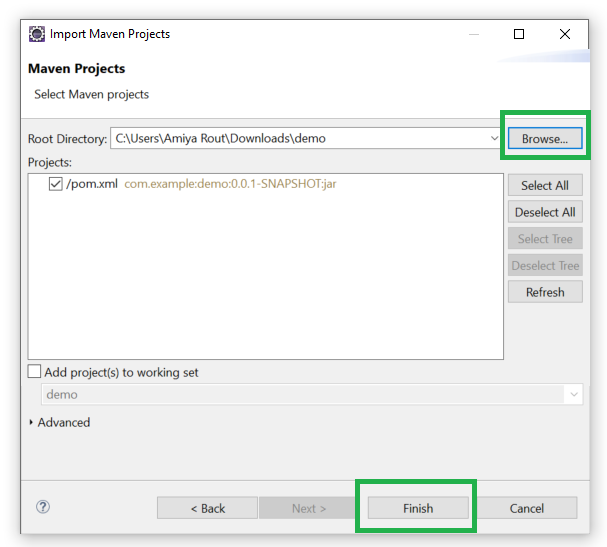 Import Maven Projects
Maven Projects
Select Maven projects
Root Directory: C:\Users\Amiya Rout\Downloads\demo Browse...
Projects:
/pom.xml com.example:demo:0.0.1-SNAPSHOT:jar
Select All
Deselect All
Select Tree
Deselect Tree
Refresh
Add project(s) to working set
demo
Advanced
? < Back Next > Finish Cancel